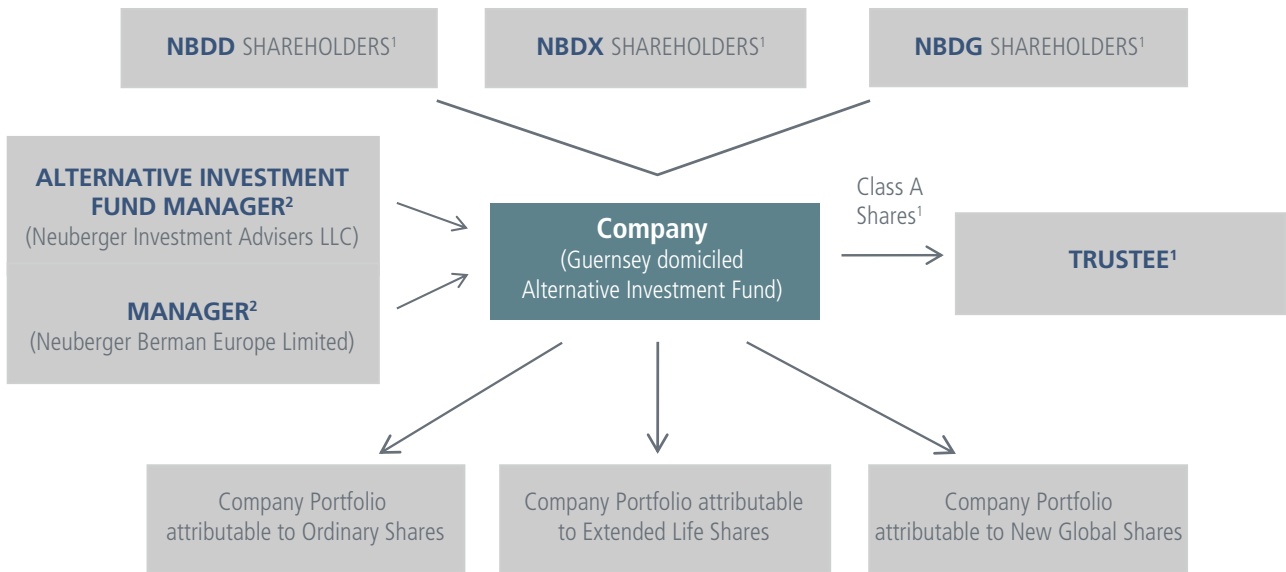 NBDD SHAREHOLDERS¹
NBDX SHAREHOLDERS¹
NBDG SHAREHOLDERS¹
ALTERNATIVE INVESTMENT
FUND MANAGER²
(Neuberger Investment Advisers LLC)
MANAGER²
(Neuberger Berman Europe Limited)
Company
(Guernsey domiciled
Alternative Investment Fund)
Class A
Shares¹
TRUSTEE¹
Company Portfolio
attributable to Ordinary Shares
Company Portfolio attributable
to Extended Life Shares
Company Portfolio
attributable to New Global Shares